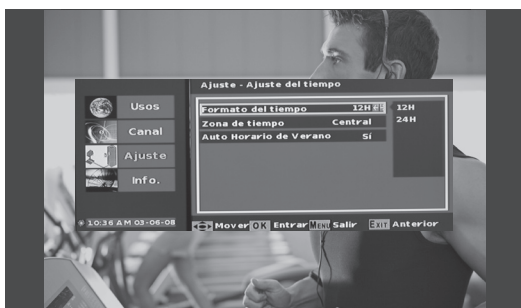 Ajuste - Ajuste del tiempo
Usos
Canal
Ajuste
Info.
Formato del tiempo 12H
Zona de tiempo Central
Auto Horario de Verano Sí
12H
24H
10:36 AM 03-06-08
Mover OK Entrar MENU Salir EXIT Anterior